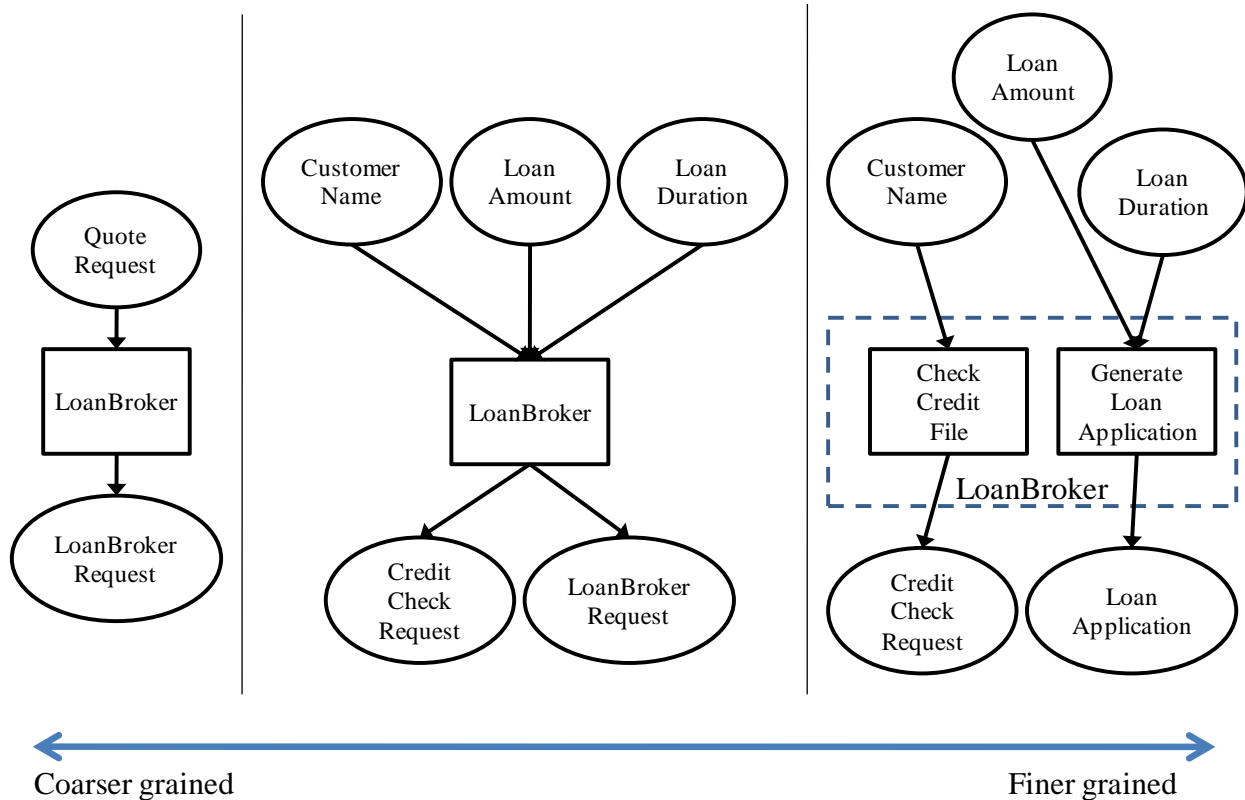 Quote
Request
LoanBroker
LoanBroker
Request
Customer
Name
Loan
Amount
Loan
Duration
LoanBroker
Credit
Check
Request
LoanBroker
Request
Loan
Amount
Customer
Name
Loan
Duration
Check
Credit
File
Generate
Loan
Application
LoanBroker
Credit
Check
Request
Loan
Application
Coarser grained
Finer grained